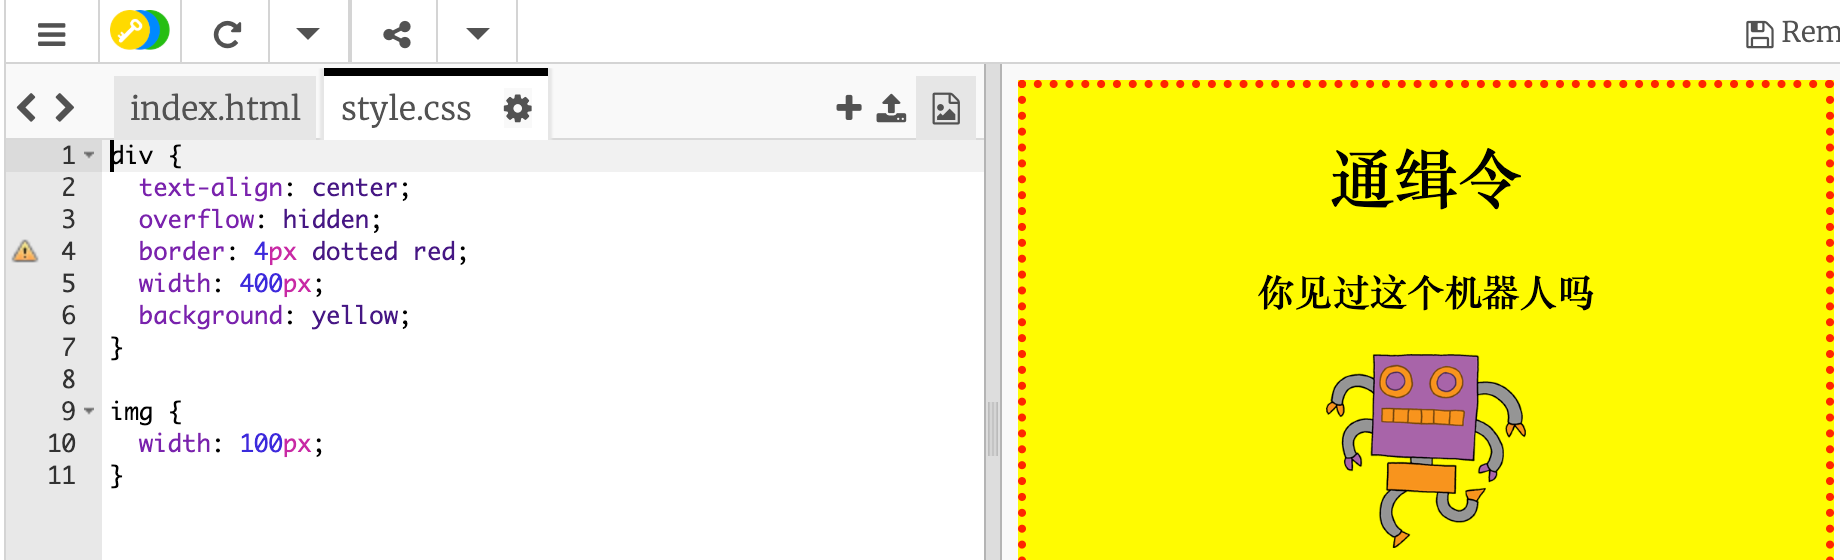 Rem
index.html
style.css
1 div {
2 text-align: center;
3 overflow: hidden;
4 border: 4px dotted red;
5 width: 400px;
6 background: yellow;
7 }
8
9 img {
10 width: 100px;
11 }
通缉令
你见过这个机器人吗